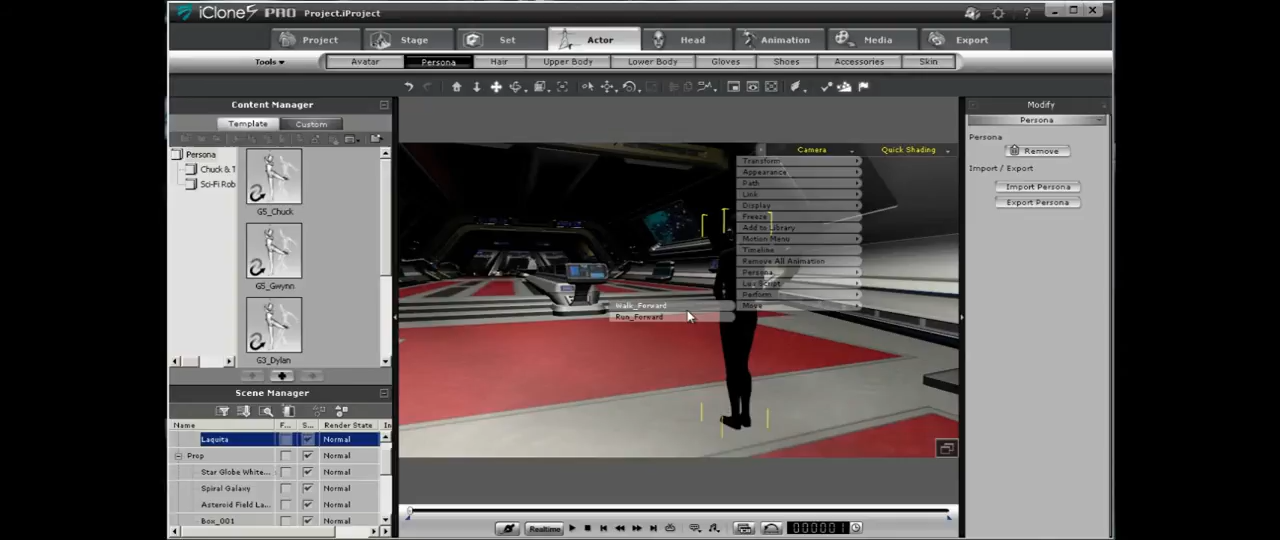 iClone5 PRO Project.iProject
Project Stage Set Actor Head Animation Media Export
Tools Avatar Persona Hair Upper Body Lower Body Gloves Shoes Accessories Skin
Content Manager
Template Custom
Persona
Chuck & T
Sci-Fi Rob
G5_Chuck
G5_Gwynn
G3_Dylan
Scene Manager
Name F... S... Render State In
Laquita Normal
Prop
Star Globe White... Normal
Spiral Galaxy Normal
Asteroid Field La... Normal
Box_001 Normal
Camera Quick Shading
Transform
Appearance
Path
Link
Display
Freeze
Add to Library
Motion Menu
Timeline
Remove All Animation
Persona
Lua Script
Perform
Move
Walk_Forward
Run_Forward
Realtime
000001
Modify
Persona
Persona
Remove
Import / Export
Import Persona
Export Persona